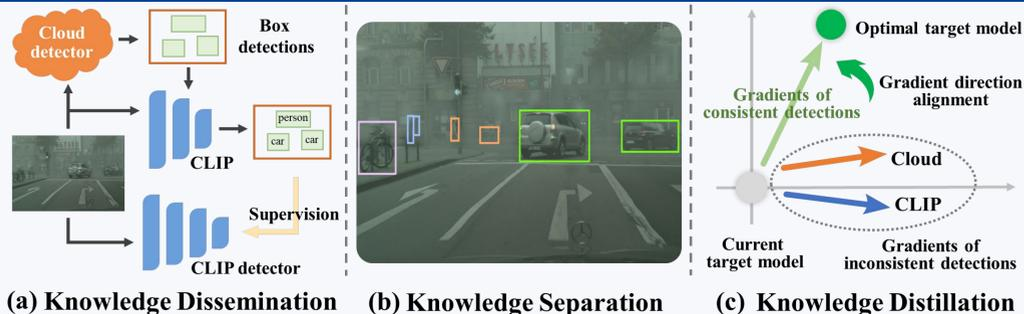 Cloud
detector
Box
detections
CLIP
person
car
car
Supervision
CLIP detector
(a) Knowledge Dissemination
ELYSÉE
(b) Knowledge Separation
Optimal target model
Gradient direction
alignment
Gradients of
consistent detections
Cloud
CLIP
Current
target model
Gradients of
inconsistent detections
(c) Knowledge Distillation